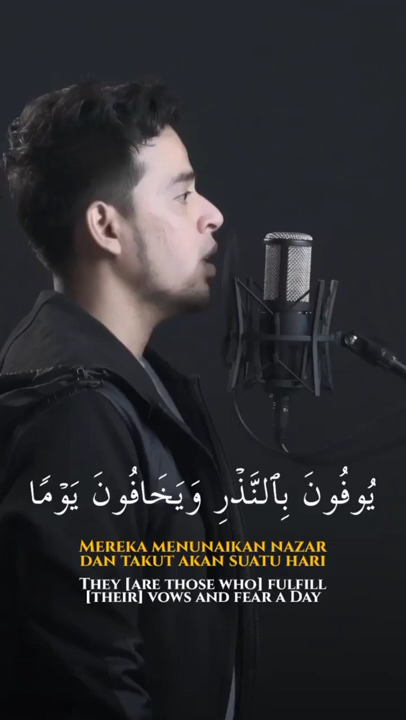 يُوفُونَ بِٱلنَّذْرِ وَيَخَافُونَ يَوْمًا
MEREKA MENUNAIKAN NAZAR
DAN TAKUT AKAN SUATU HARI
THEY [ARE THOSE WHO] FULFILL
[THEIR] VOWS AND FEAR A DAY